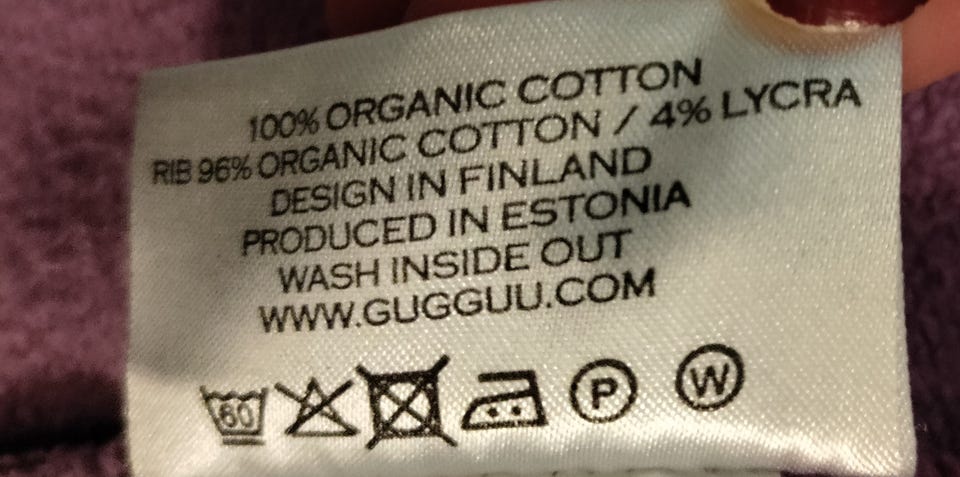 100% ORGANIC COTTON
RIB 96% ORGANIC COTTON / 4% LYCRA
DESIGN IN FINLAND
PRODUCED IN ESTONIA
WASH INSIDE OUT
WWW.GUGGUU.COM
60 P W